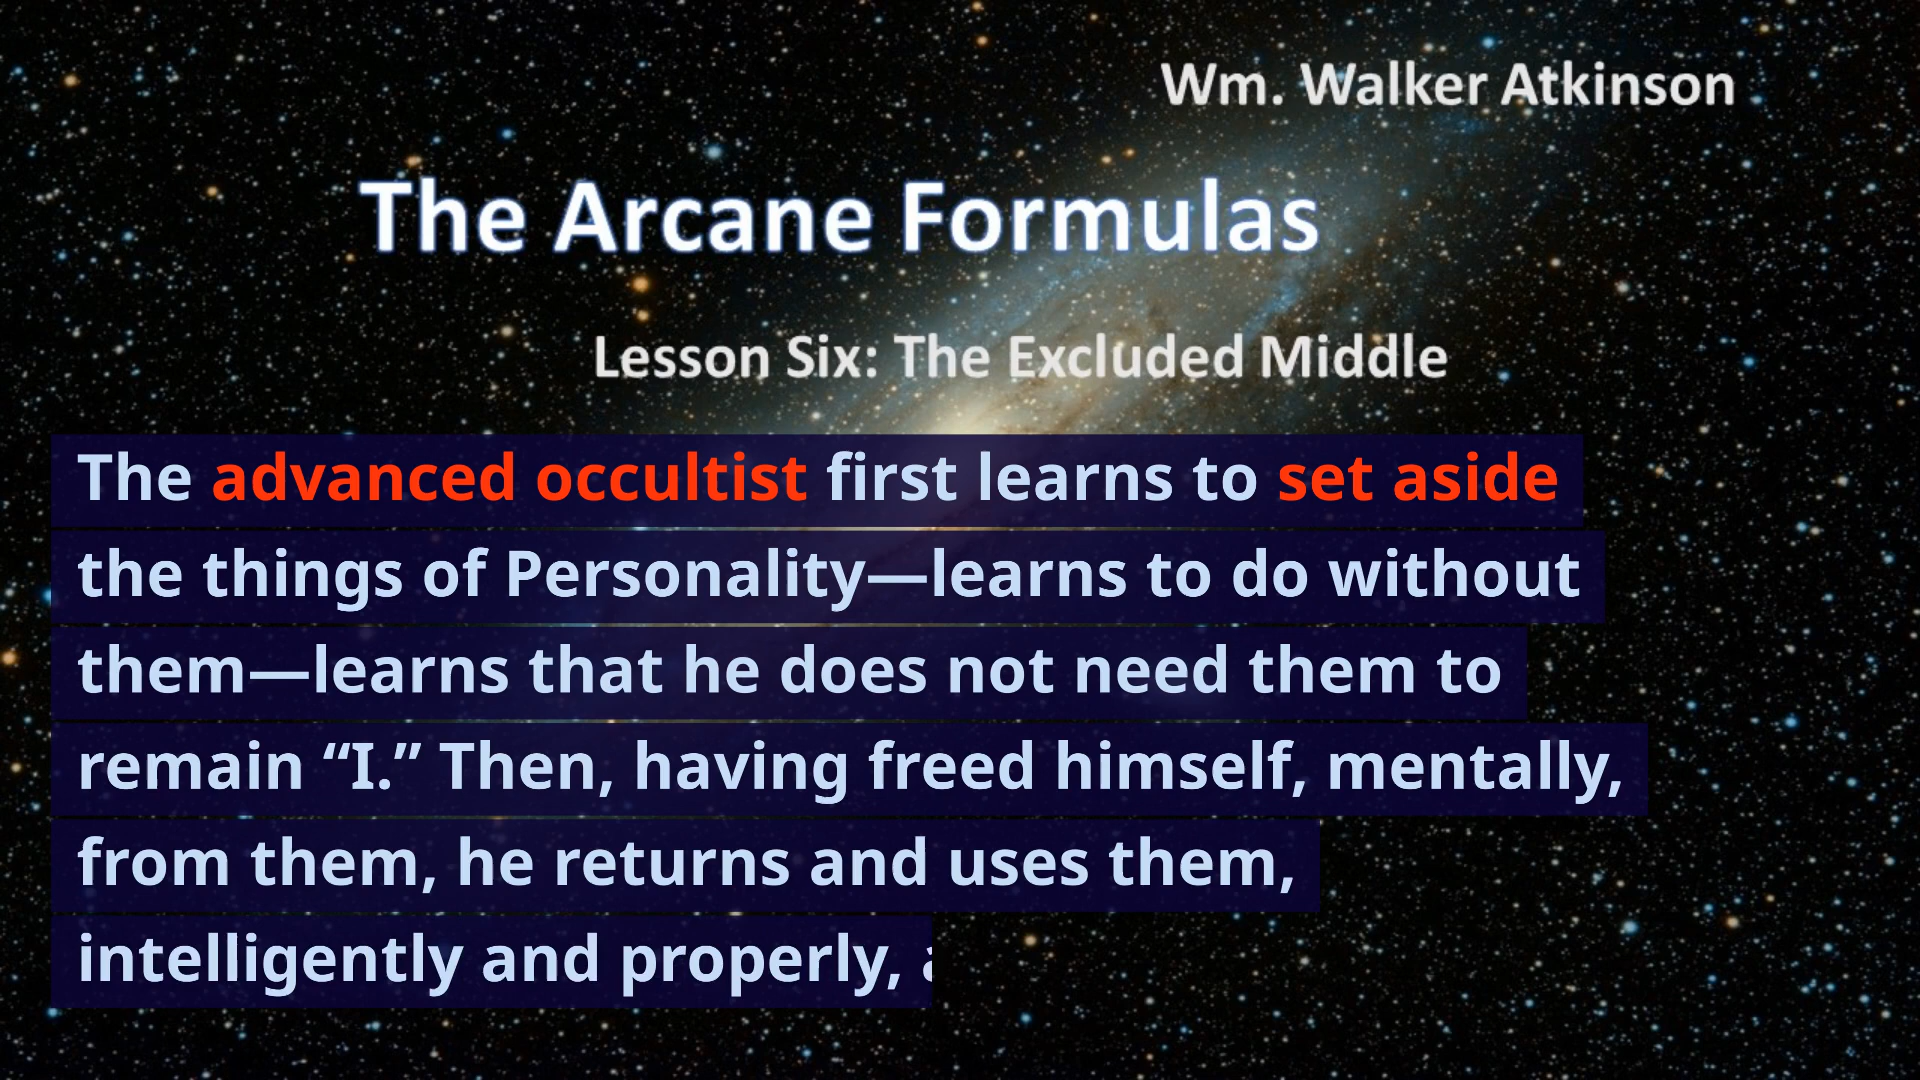 Wm. Walker Atkinson
The Arcane Formulas
Lesson Six: The Excluded Middle
The advanced occultist first learns to set aside
the things of Personality—learns to do without
them—learns that he does not need them to
remain “I.” Then, having freed himself, mentally,
from them, he returns and uses them,
intelligently and properly,